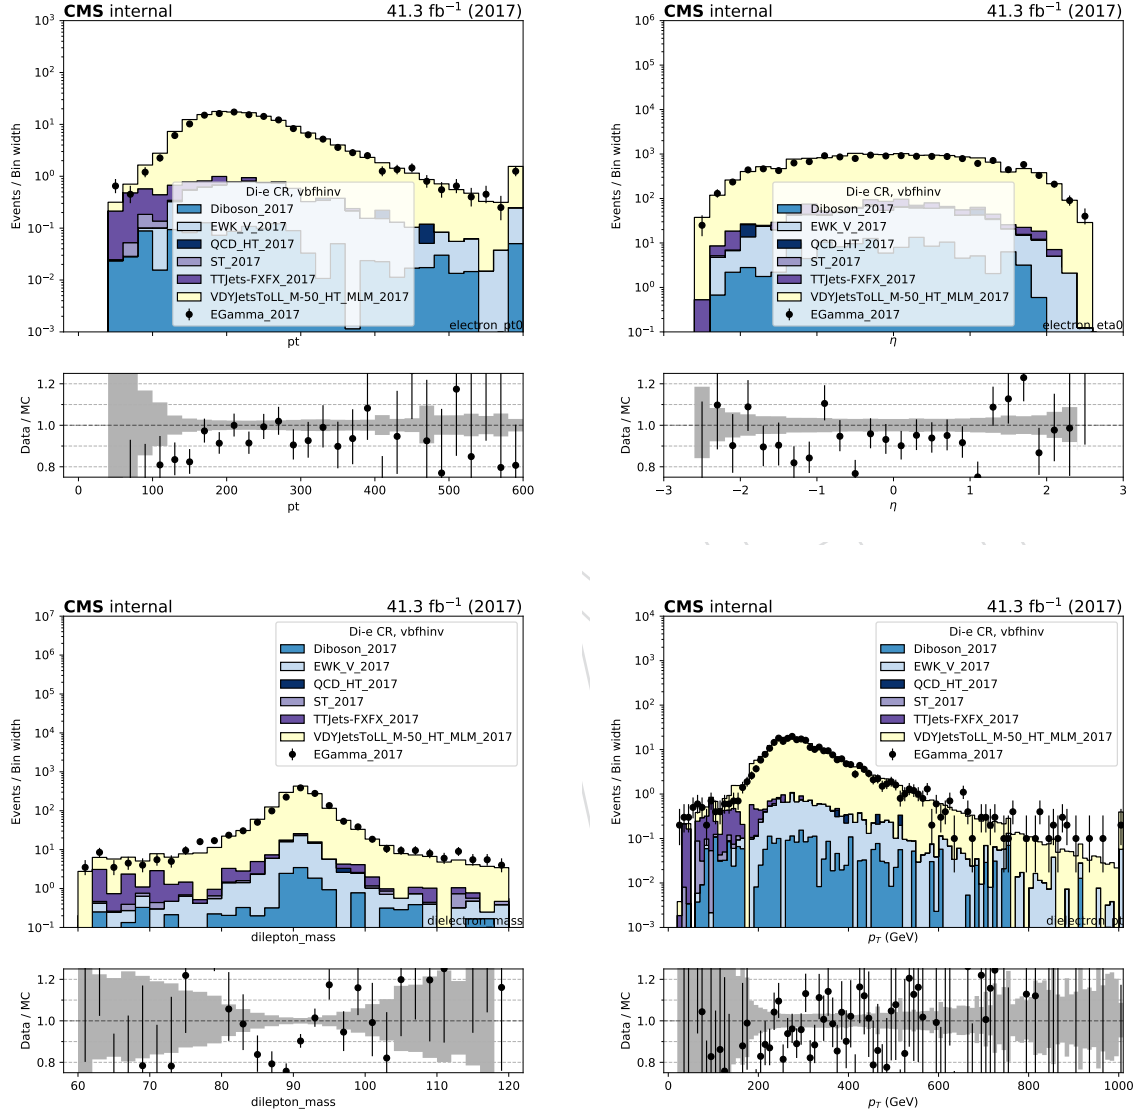 CMS internal 41.3 fb⁻¹ (2017)
10³
10²
10¹
10⁰
10⁻¹
10⁻²
10⁻³
Events / Bin width
Di-e CR, vbfhinv
Diboson_2017
EWK_V_2017
QCD_HT_2017
ST_2017
TTJets-FXFX_2017
VDYJetsToLL_M-50_HT_MLM_2017
EGamma_2017
electron_pt0
pt
1.2
1.0
0.8
Data / MC
0 100 200 300 400 500 600
pt
CMS internal 41.3 fb⁻¹ (2017)
10⁶
10⁵
10⁴
10³
10²
10¹
10⁰
10⁻¹
Events / Bin width
Di-e CR, vbfhinv
Diboson_2017
EWK_V_2017
QCD_HT_2017
ST_2017
TTJets-FXFX_2017
VDYJetsToLL_M-50_HT_MLM_2017
EGamma_2017
electron_eta0
η
1.2
1.0
0.8
Data / MC
−3 −2 −1 0 1 2 3
η
CMS internal 41.3 fb⁻¹ (2017)
10⁷
10⁶
10⁵
10⁴
10³
10²
10¹
10⁰
10⁻¹
Events / Bin width
Di-e CR, vbfhinv
Diboson_2017
EWK_V_2017
QCD_HT_2017
ST_2017
TTJets-FXFX_2017
VDYJetsToLL_M-50_HT_MLM_2017
EGamma_2017
dielectron_mass
dilepton_mass
1.2
1.0
0.8
Data / MC
60 70 80 90 100 110 120
dilepton_mass
CMS internal 41.3 fb⁻¹ (2017)
10⁴
10³
10²
10¹
10⁰
10⁻¹
10⁻²
10⁻³
Events / Bin width
Di-e CR, vbfhinv
Diboson_2017
EWK_V_2017
QCD_HT_2017
ST_2017
TTJets-FXFX_2017
VDYJetsToLL_M-50_HT_MLM_2017
EGamma_2017
dielectron_pt
p_T (GeV)
1.2
1.0
0.8
Data / MC
0 200 400 600 800 1000
p_T (GeV)